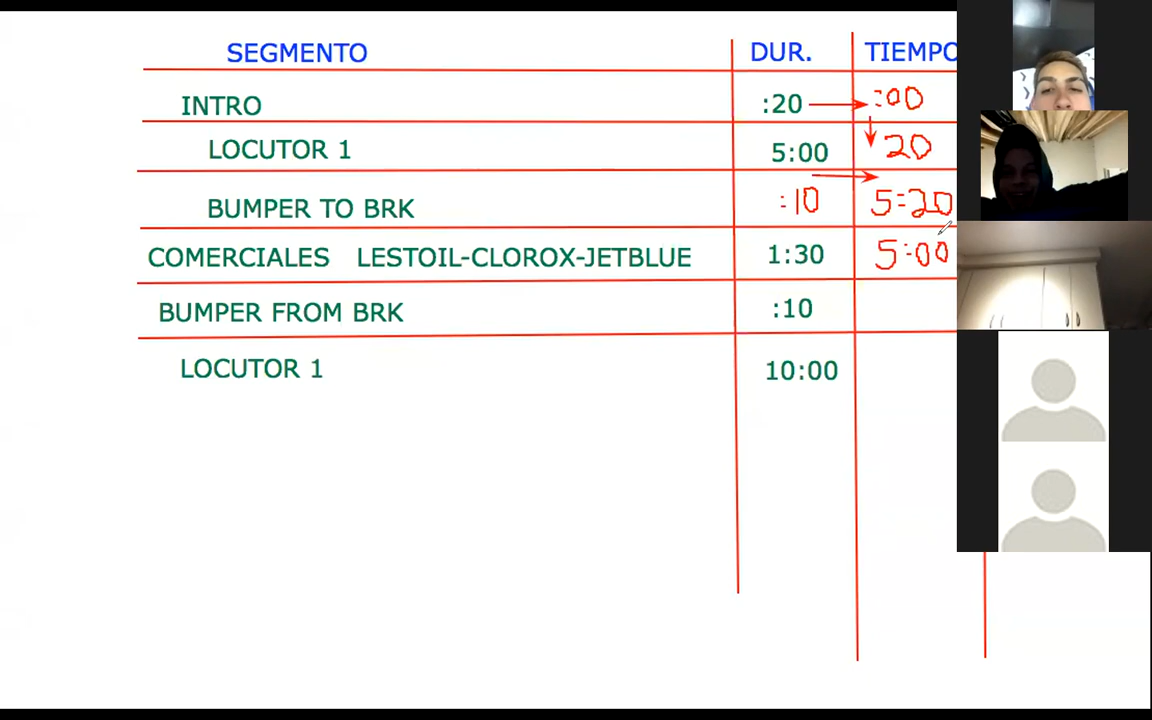 SEGMENTO DUR. TIEMPO
INTRO :20 :00
LOCUTOR 1 5:00 20
BUMPER TO BRK :10 5:20
COMERCIALES LESTOIL-CLOROX-JETBLUE 1:30 5:00
BUMPER FROM BRK :10
LOCUTOR 1 10:00